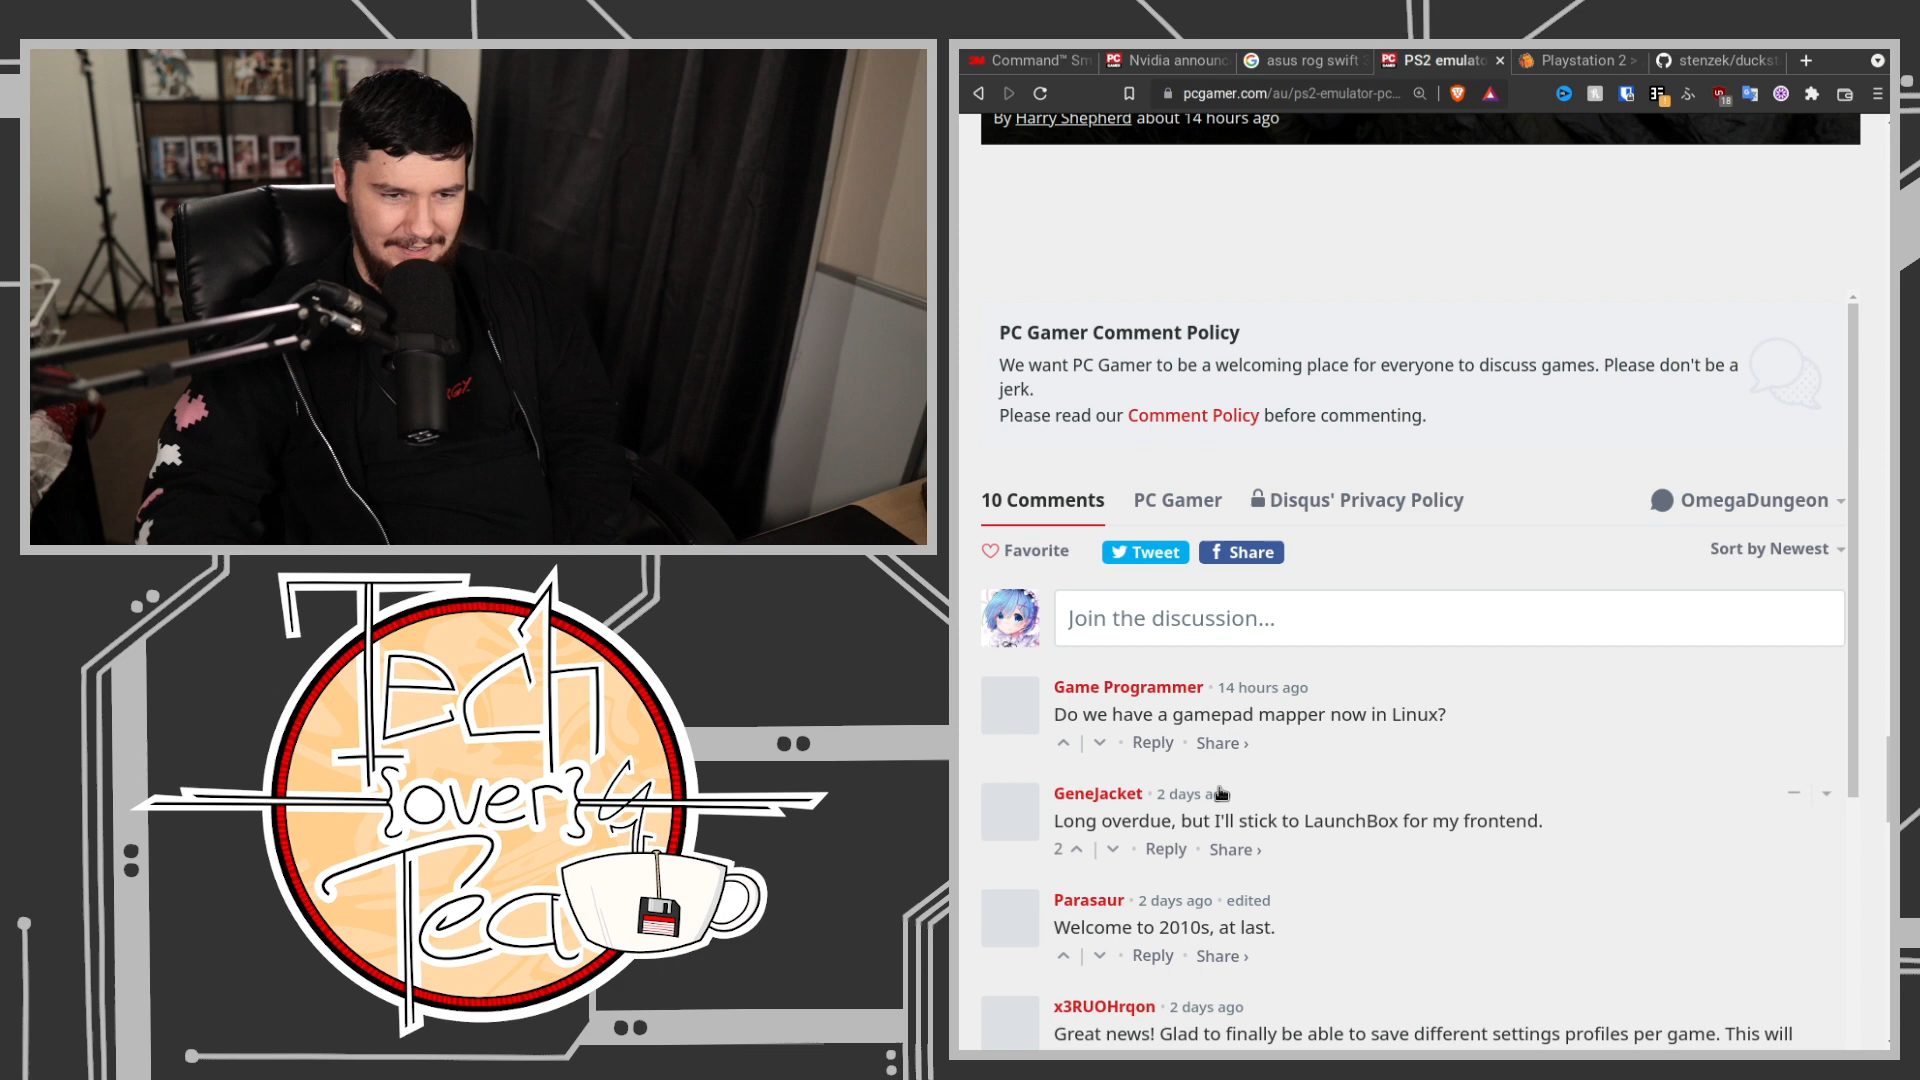 Command™ Sm
Nvidia announc
asus rog swift 3
PS2 emulato
Playstation 2 >
stenzek/duckst
pcgamer.com/au/ps2-emulator-pc...
18
By Harry Shepherd about 14 hours ago
PC Gamer Comment Policy
We want PC Gamer to be a welcoming place for everyone to discuss games. Please don't be a
jerk.
Please read our Comment Policy before commenting.
10 Comments
PC Gamer
Disqus' Privacy Policy
OmegaDungeon
Favorite
Tweet
Share
Sort by Newest
Join the discussion...
Game Programmer • 14 hours ago
Do we have a gamepad mapper now in Linux?
Reply • Share ›
GeneJacket • 2 days a
Long overdue, but I'll stick to LaunchBox for my frontend.
2
Reply • Share ›
Parasaur • 2 days ago • edited
Welcome to 2010s, at last.
Reply • Share ›
x3RUOHrqon • 2 days ago
Great news! Glad to finally be able to save different settings profiles per game. This will
Tech
{over}
Tea